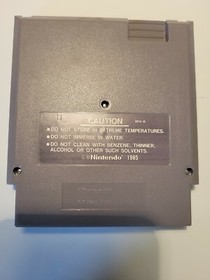 CAUTION
●DO NOT STORE IN EXTREME TEMPERATURES.
●DO NOT IMMERSE IN WATER.
●DO NOT CLEAN WITH BENZENE, THINNER,
ALCOHOL OR OTHER SUCH SOLVENTS.
©Nintendo® 1985